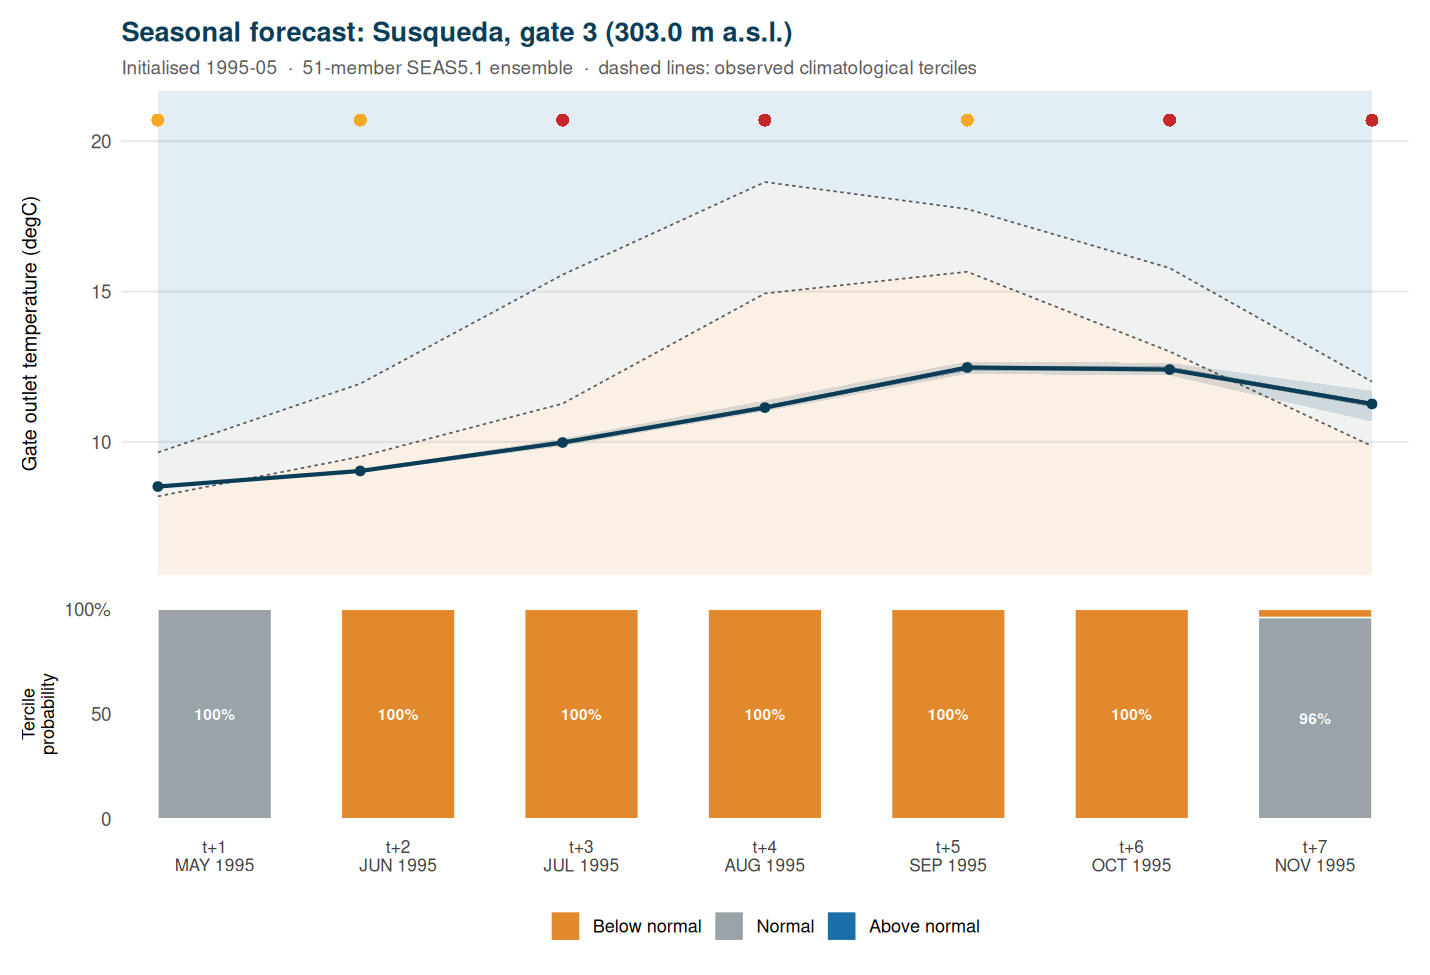 Seasonal forecast: Susqueda, gate 3 (303.0 m a.s.l.)
Initialised 1995-05 · 51-member SEAS5.1 ensemble · dashed lines: observed climatological terciles
Gate outlet temperature (degC)
20
15
10
Tercile
probability
100%
50
0
100%
100%
100%
100%
100%
100%
96%
t+1
MAY 1995
t+2
JUN 1995
t+3
JUL 1995
t+4
AUG 1995
t+5
SEP 1995
t+6
OCT 1995
t+7
NOV 1995
Below normal
Normal
Above normal